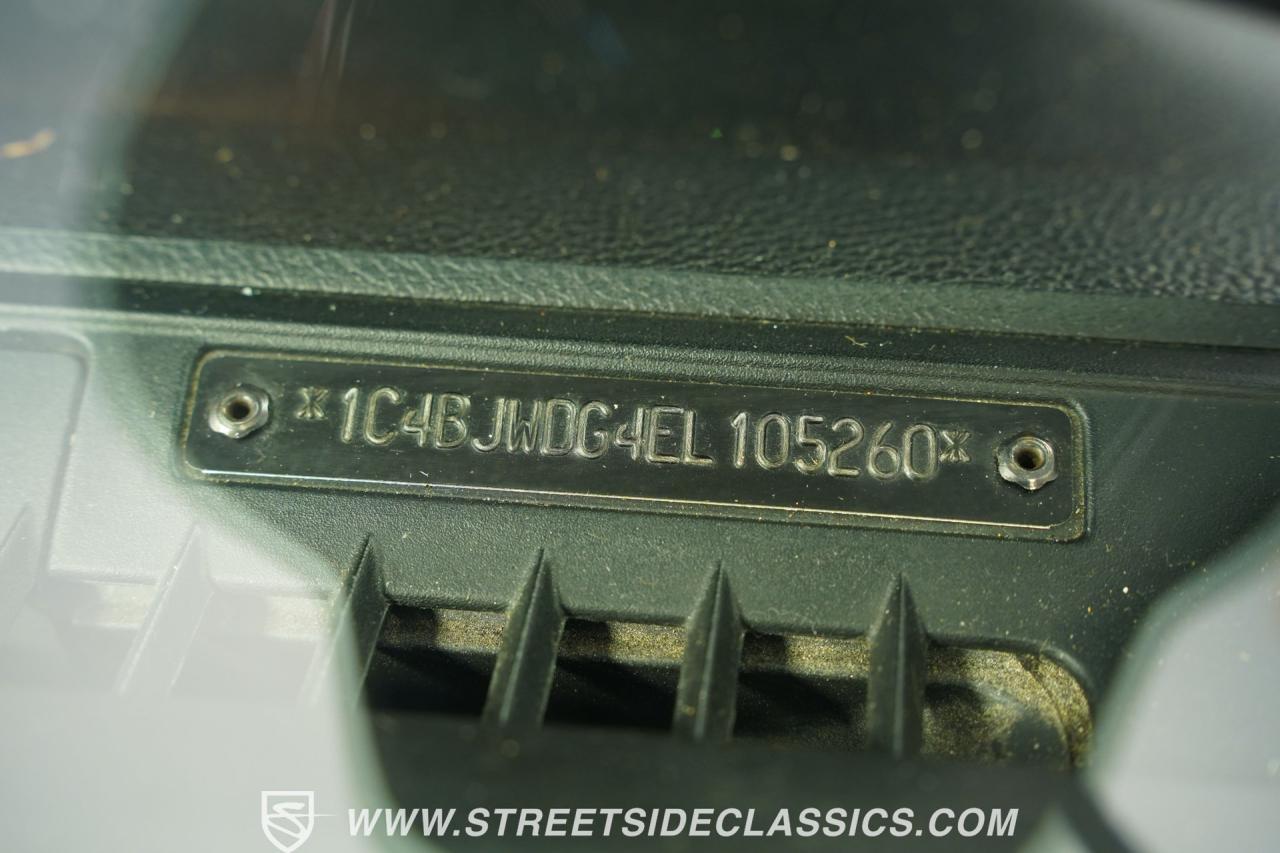 *1C4BJWDG4EL105260*
WWW.STREETSIDECLASSICS.COM